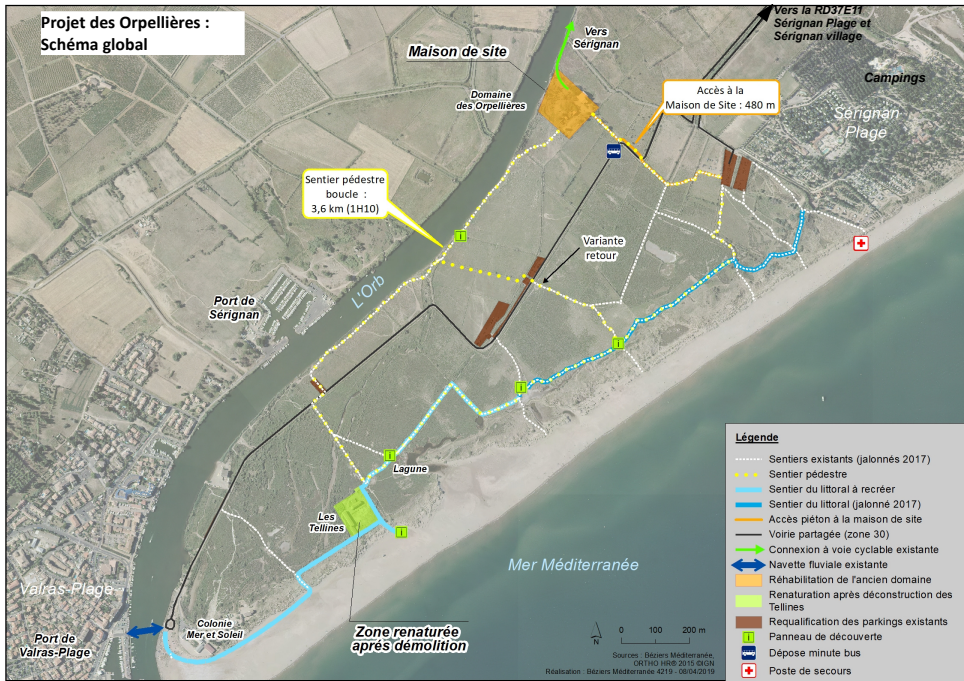 Projet des Orpellières :
Schéma global
Vers la RD37E11
Sérignan Plage et
Sérignan village
Vers
Sérignan
Maison de site
Campings
Domaine
des Orpellières
Accès à la
Maison de Site : 480 m
Sérignan
Plage
Sentier pédestre
boucle :
3,6 km (1H10)
i
Variante
retour
L'Orb
Port de
Sérignan
i
i
i
Lagune
Les
Tellines
i
Mer Méditerranée
Valras-Plage
Colonie
Mer et Soleil
Port de
Valras-Plage
Zone renaturée
aprés démolition
N
0 100 200 m
Sources : Béziers Méditerranée,
ORTHO HR® 2015 ©IGN
Réalisation : Béziers Méditerranée 4219 - 08/04/2019
Légende
Sentiers existants (jalonnés 2017)
Sentier pédestre
Sentier du littoral à recréer
Sentier du littoral (jalonné 2017)
Accès piéton à la maison de site
Voirie partagée (zone 30)
Connexion à voie cyclable existante
Navette fluviale existante
Réhabilitation de l'ancien domaine
Renaturation après déconstruction des
Tellines
Requalification des parkings existants
i Panneau de découverte
Dépose minute bus
Poste de secours